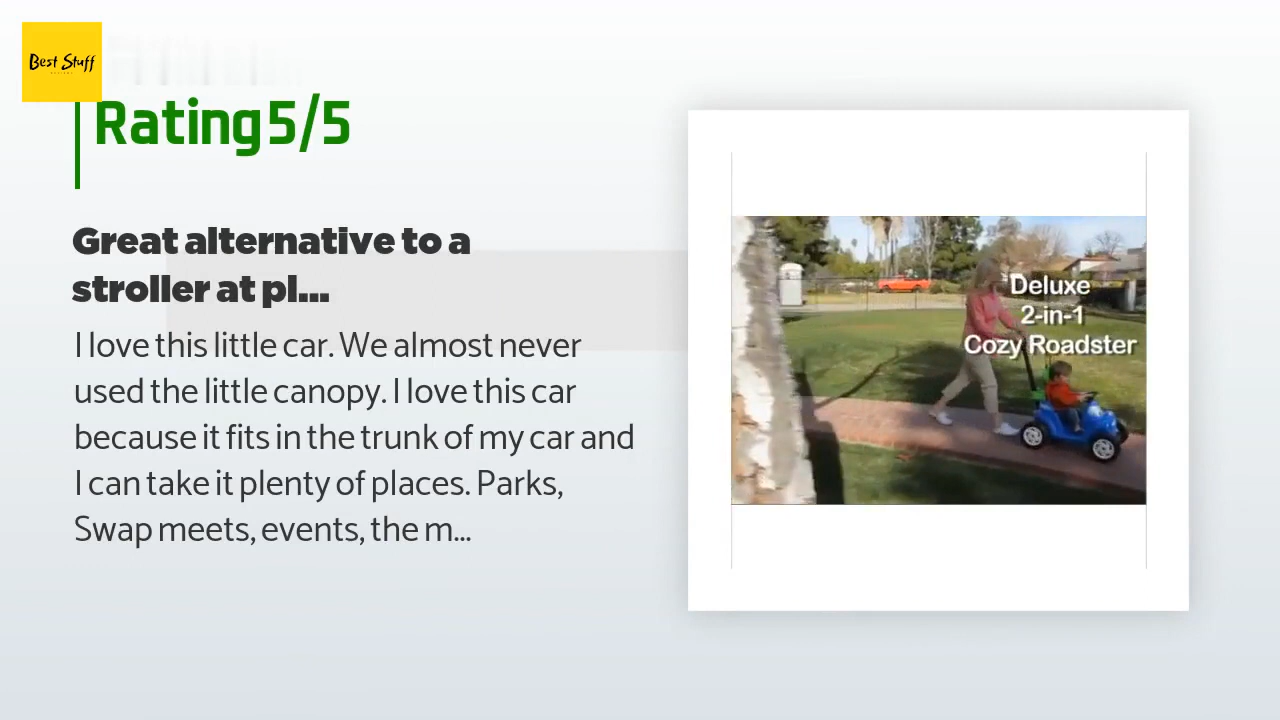 Best Stuff
Rating 5/5
Great alternative to a
stroller at pl...
I love this little car. We almost never
used the little canopy. I love this car
because it fits in the trunk of my car and
I can take it plenty of places. Parks,
Swap meets, events, the m...
Deluxe
2-in-1
Cozy Roadster